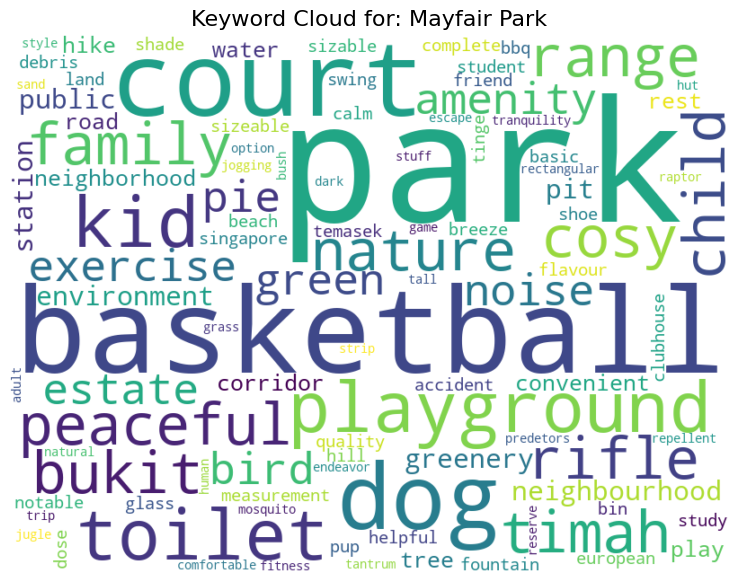 Keyword Cloud for: Mayfair Park
style
hike
shade
water
sizable
complete
bbq
student
range
debris
land
swing
friend
hut
sand
public
court
calm
amenity
rest
road
sizeable
escape
tranquility
family
option
park
stuff
tinge
basic
rectangular
child
station
neighborhood
jogging
bush
dark
raptor
pie
pit
shoe
kid
beach
singapore
temasek
game
breeze
cosy
exercise
nature
green
noise
flavour
environment
tall
basketball
grass
strip
clubhouse
adult
estate
corridor
accident
convenient
peaceful
playground
quality
predetors
repellent
natural
human
bird
hill
endeavor
greenery
rifle
bukit
measurement
dog
neighbourhood
notable
glass
mosquito
bin
trip
toilet
helpful
reserve
timah
study
jugle
dose
pup
tree
fountain
european
play
comfortable
fitness
tantrum